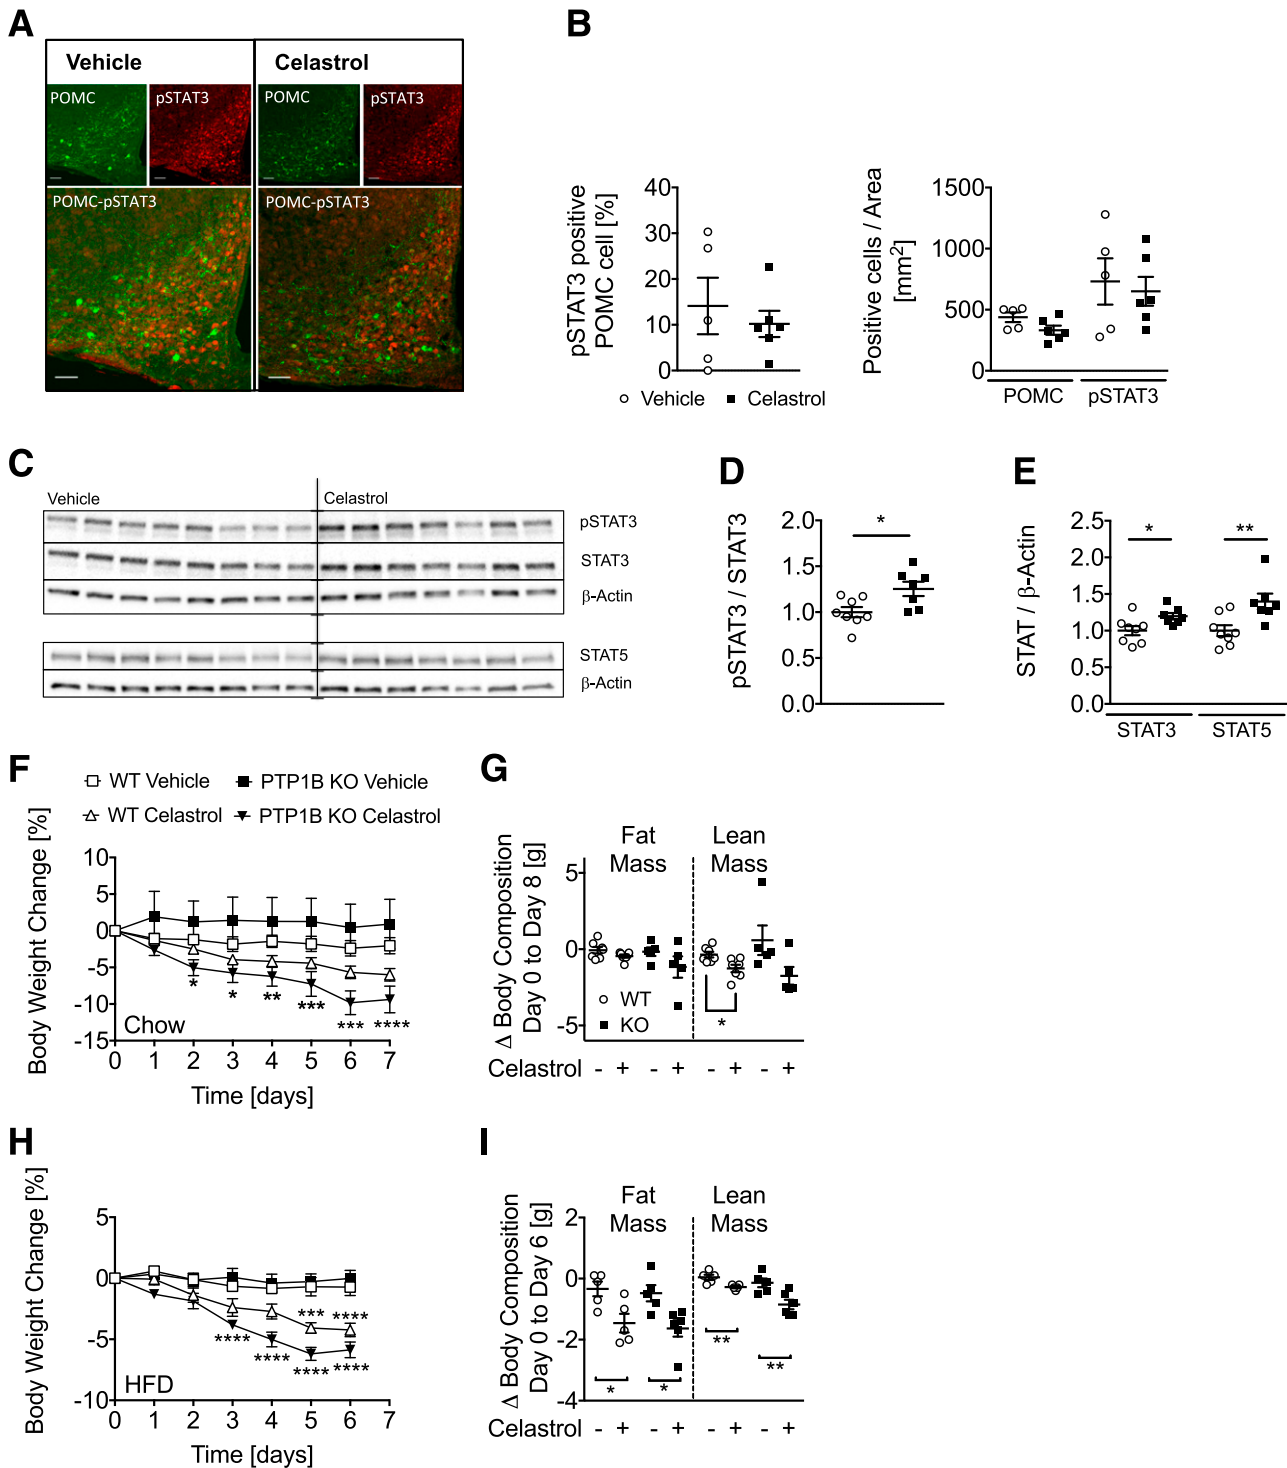 A
Vehicle
Celastrol
POMC
pSTAT3
POMC
pSTAT3
POMC-pSTAT3
POMC-pSTAT3
B
pSTAT3 positive
POMC cell [%]
40
30
20
10
0
Vehicle
Celastrol
Positive cells / Area
[mm²]
1500
1000
500
0
POMC
pSTAT3
C
Vehicle
Celastrol
pSTAT3
STAT3
β-Actin
STAT5
β-Actin
D
pSTAT3 / STAT3
2.0
1.5
1.0
0.5
0.0
*
E
STAT / β-Actin
2.5
2.0
1.5
1.0
0.5
0.0
*
**
STAT3
STAT5
F
WT Vehicle
PTP1B KO Vehicle
WT Celastrol
PTP1B KO Celastrol
Body Weight Change [%]
10
5
0
-5
-10
-15
* * ** *** *** ****
Chow
0 1 2 3 4 5 6 7
Time [days]
G
Δ Body Composition
Day 0 to Day 8 [g]
Fat
Mass
Lean
Mass
5
0
-5
WT
KO
*
Celastrol - + - + - + - +
H
Body Weight Change [%]
5
0
-5
-10
*** ****
**** **** **** ****
HFD
0 1 2 3 4 5 6 7
Time [days]
I
Δ Body Composition
Day 0 to Day 6 [g]
Fat
Mass
Lean
Mass
2
0
-2
-4
* * ** **
Celastrol - + - + - + - +